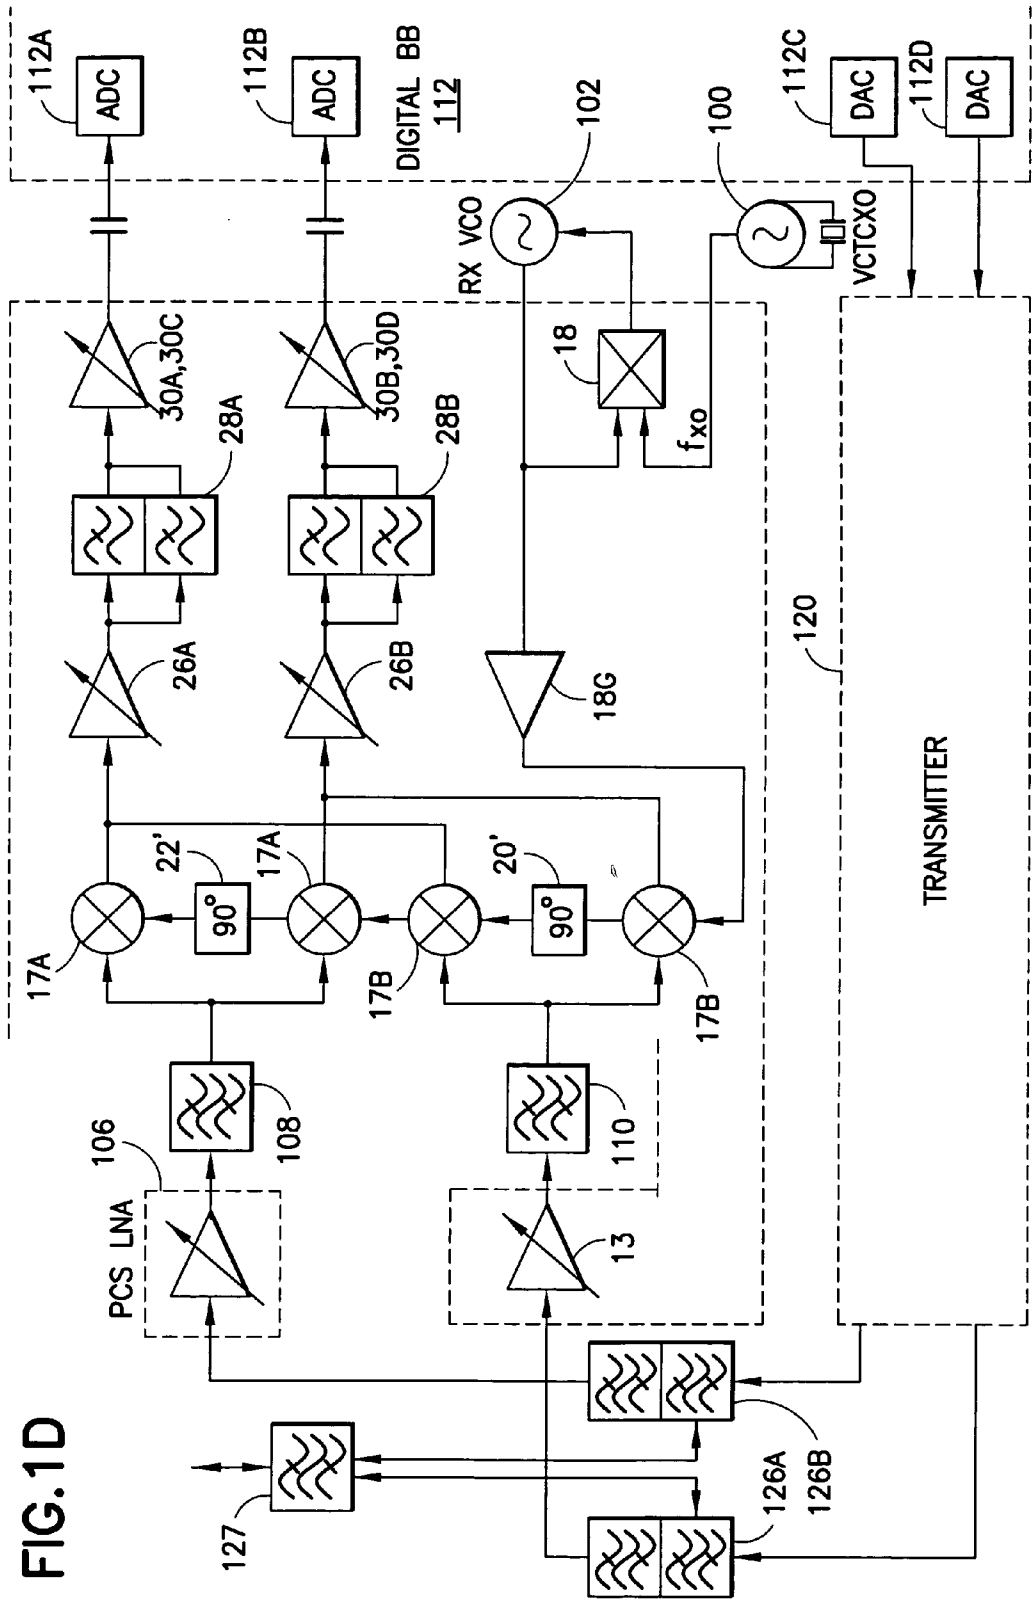 FIG.1D
127
126A
126B
PCS LNA
106
108
13
110
17A
22'
90°
17A
17B
20'
90°
17B
26A
26B
28A
28B
18G
30A,30C
30B,30D
18
fxo
RX VCO
102
100
VCTCXO
112A
ADC
112B
ADC
DIGITAL BB
112
112C
DAC
112D
DAC
120
TRANSMITTER